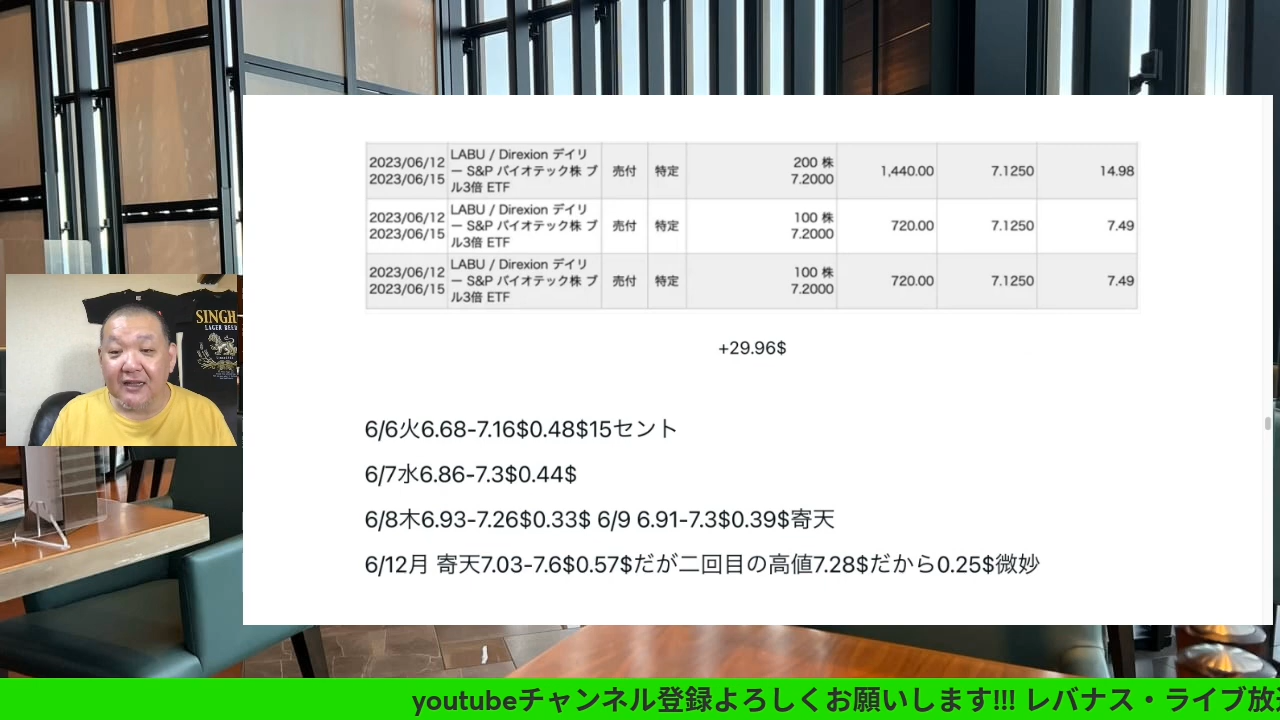 2023/06/12
2023/06/15
LABU / Direxion デイリ
ー S&P バイオテック株 ブ
ル3倍 ETF
売付
特定
200 株
7.2000
1,440.00
7.1250
14.98
2023/06/12
2023/06/15
LABU / Direxion デイリ
ー S&P バイオテック株 ブ
ル3倍 ETF
売付
特定
100 株
7.2000
720.00
7.1250
7.49
2023/06/12
2023/06/15
LABU / Direxion デイリ
ー S&P バイオテック株 ブ
ル3倍 ETF
売付
特定
100 株
7.2000
720.00
7.1250
7.49
+29.96$
6/6火6.68-7.16$0.48$15セント
6/7水6.86-7.3$0.44$
6/8木6.93-7.26$0.33$ 6/9 6.91-7.3$0.39$寄天
6/12月 寄天7.03-7.6$0.57$だが二回目の高値7.28$だから0.25$微妙
SINGH
LAGER BEE
youtubeチャンネル登録よろしくお願いします!!! レバナス・ライブ放